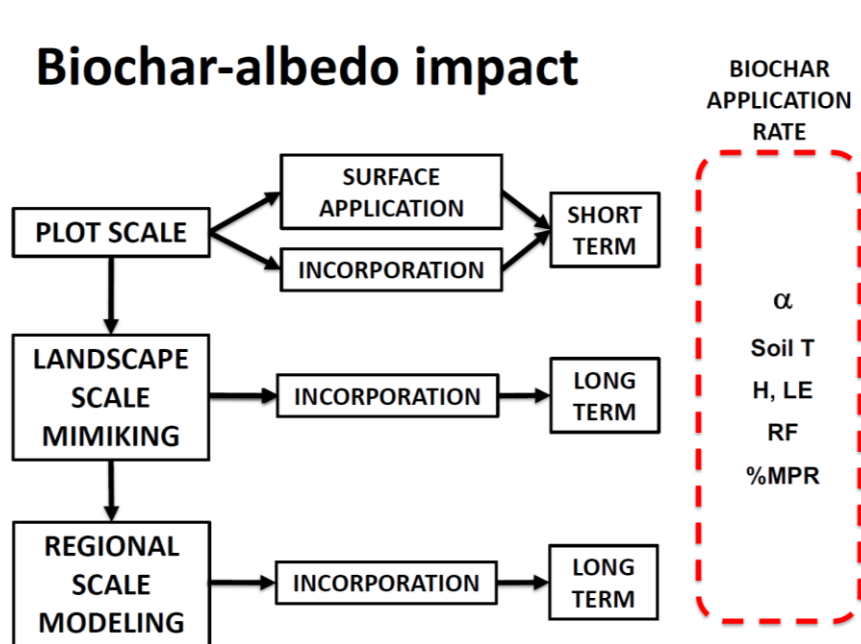 Biochar-albedo impact
BIOCHAR
APPLICATION
RATE
PLOT SCALE
SURFACE
APPLICATION
INCORPORATION
SHORT
TERM
LANDSCAPE
SCALE
MIMIKING
INCORPORATION
LONG
TERM
REGIONAL
SCALE
MODELING
INCORPORATION
LONG
TERM
α
Soil T
H, LE
RF
%MPR